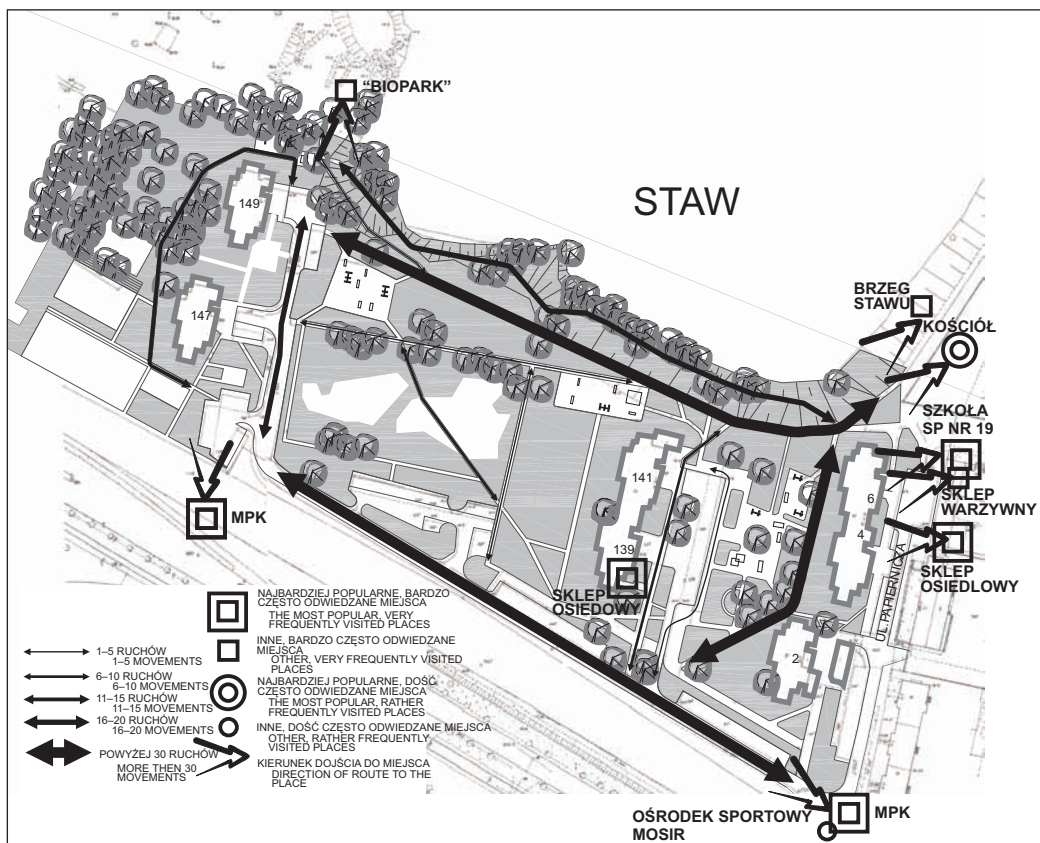 “BIOPARK”
STAW
149
147
BRZEG
STAWU
KOŚCIÓŁ
SZKOŁA
SP NR 19
SKLEP
WARZYWNY
SKLEP
OSIEDLOWY
141
139
6
4
2
MPK
SKLEP
OSIEDOWY
UL. PAPIERNICZA
NAJBARDZIEJ POPULARNE, BARDZO
CZĘSTO ODWIEDZANE MIEJSCA
THE MOST POPULAR, VERY
FREQUENTLY VISITED PLACES
INNE, BARDZO CZĘSTO ODWIEDZANE
MIEJSCA
OTHER, VERY FREQUENTLY VISITED
PLACES
NAJBARDZIEJ POPULARNE, DOŚĆ
CZĘSTO ODWIEDZANE MIEJSCA
THE MOST POPULAR, RATHER
FREQUENTLY VISITED PLACES
INNE, DOŚĆ CZĘSTO ODWIEDZANE MIEJSCA
OTHER, RATHER FREQUENTLY
VISITED PLACES
KIERUNEK DOJŚCIA DO MIEJSCA
DIRECTION OF ROUTE TO THE
PLACE
1–5 RUCHÓW
1–5 MOVEMENTS
6–10 RUCHÓW
6–10 MOVEMENTS
11–15 RUCHÓW
11–15 MOVEMENTS
16–20 RUCHÓW
16–20 MOVEMENTS
POWYŻEJ 30 RUCHÓW
MORE THEN 30
MOVEMENTS
OŚRODEK SPORTOWY
MOSIR
MPK